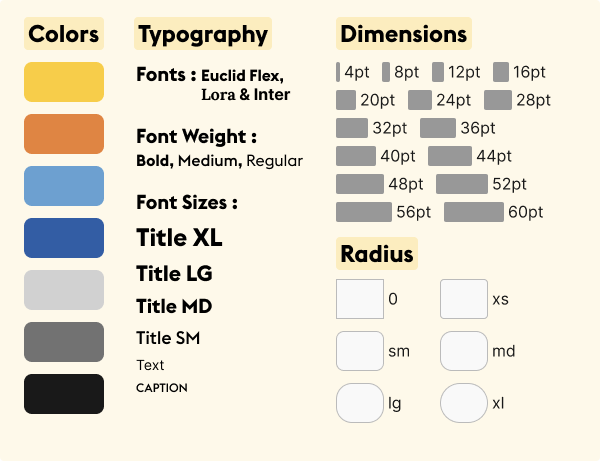 Colors
Typography
Fonts : Euclid Flex,
Lora & Inter
Font Weight :
Bold, Medium, Regular
Font Sizes :
Title XL
Title LG
Title MD
Title SM
Text
CAPTION
Dimensions
4pt 8pt 12pt 16pt
20pt 24pt 28pt
32pt 36pt
40pt 44pt
48pt 52pt
56pt 60pt
Radius
0 xs
sm md
lg xl